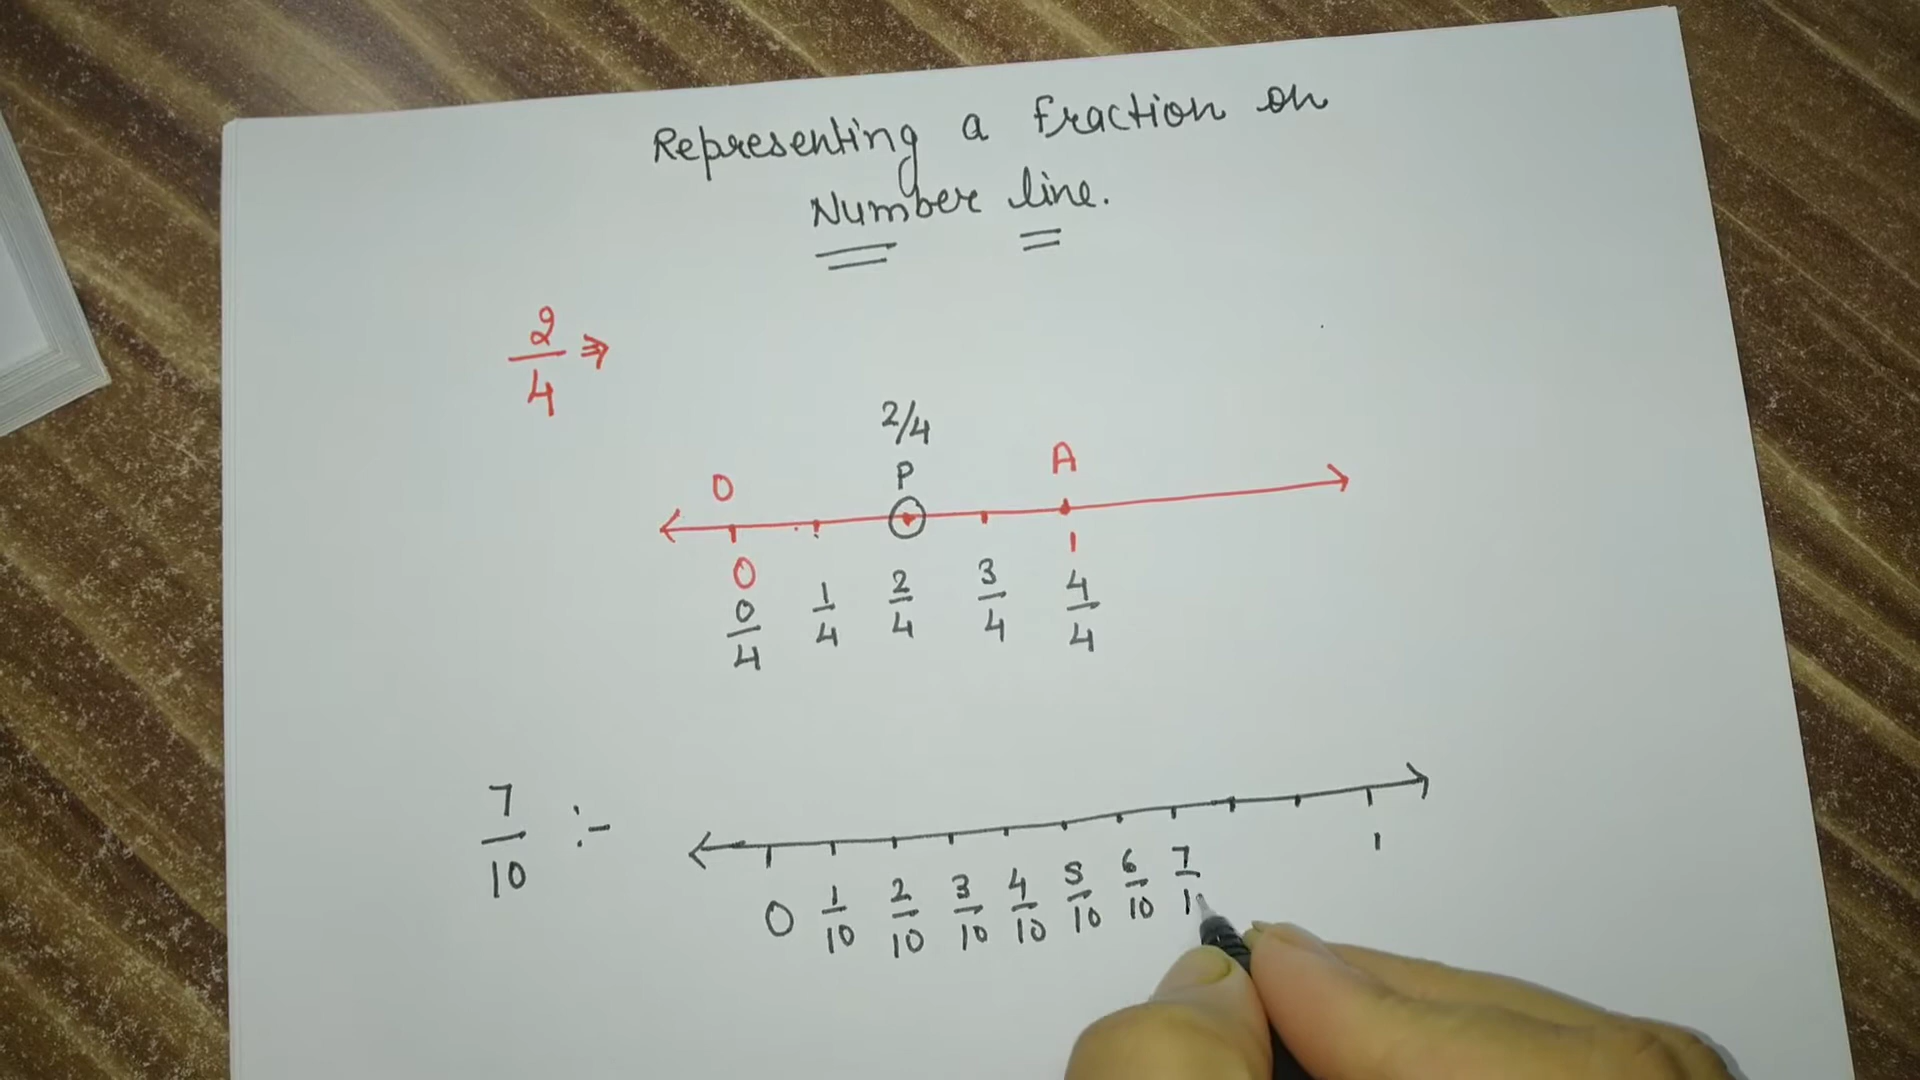 Representing a fraction on
Number line.
2/4 ⇒
2/4
P
O A
0 1
0/4 1/4 2/4 3/4 4/4
7/10 :-
0 1/10 2/10 3/10 4/10 5/10 6/10 7/1 1